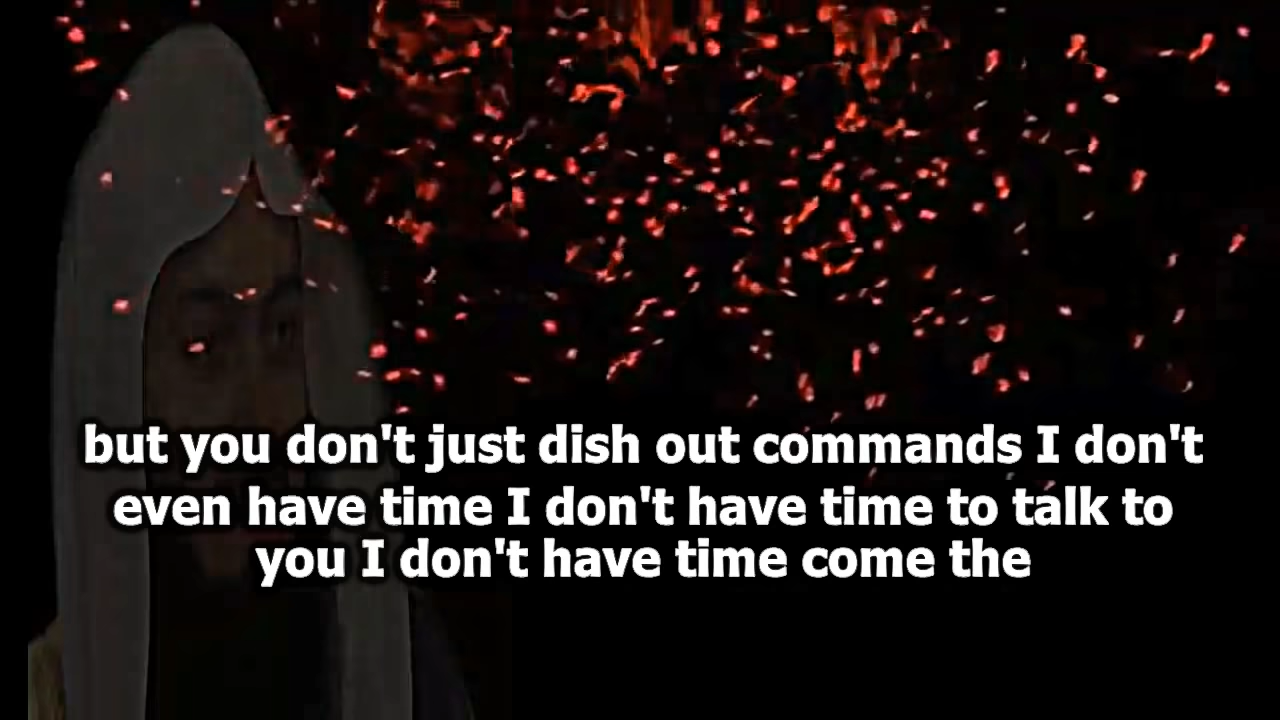 but you don't just dish out commands I don't
even have time I don't have time to talk to
you I don't have time come the